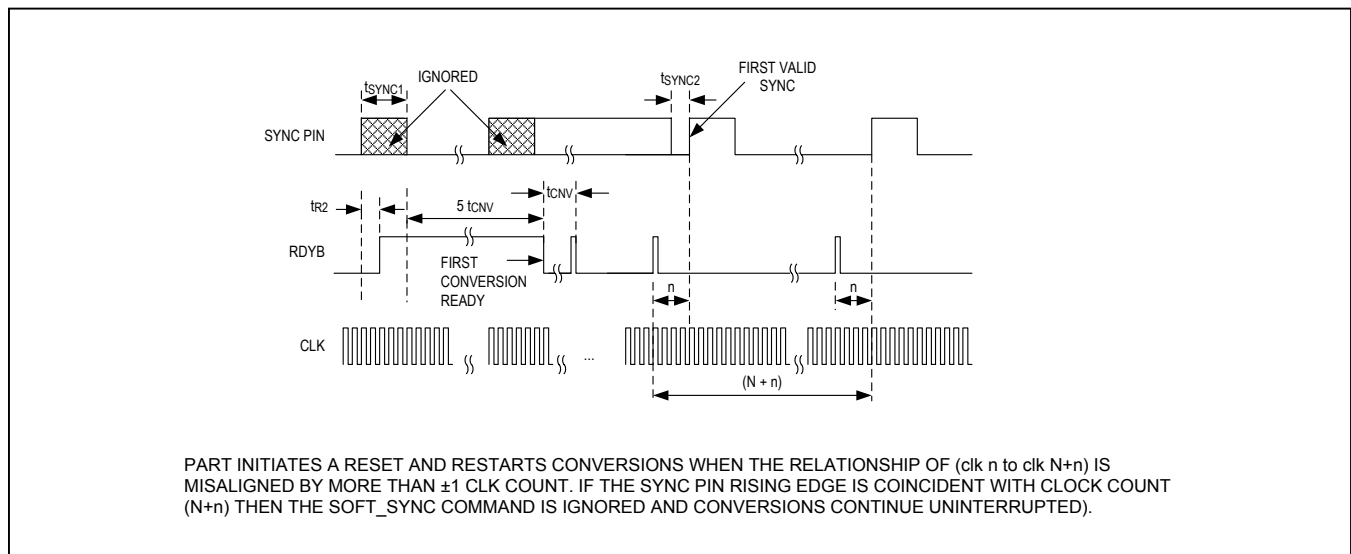 IGNORED
tSYNC1
tSYNC2
FIRST VALID
SYNC
SYNC PIN
tCNV
tR2
5 tCNV
RDYB
FIRST
CONVERSION
READY
n
n
CLK
...
(N + n)
PART INITIATES A RESET AND RESTARTS CONVERSIONS WHEN THE RELATIONSHIP OF (clk n to clk N+n) IS
MISALIGNED BY MORE THAN ±1 CLK COUNT. IF THE SYNC PIN RISING EDGE IS COINCIDENT WITH CLOCK COUNT
(N+n) THEN THE SOFT_SYNC COMMAND IS IGNORED AND CONVERSIONS CONTINUE UNINTERRUPTED).